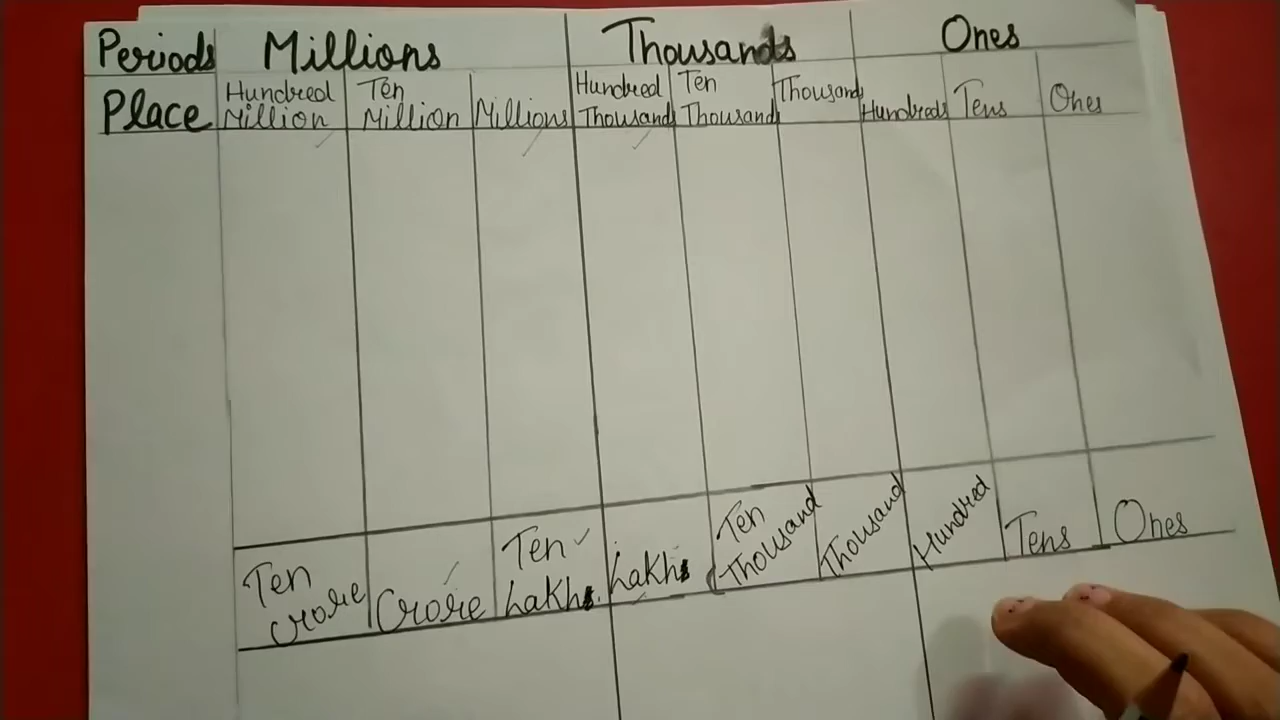 Periods Millions Thousands Ones
Place Hundred Million Ten Million Millions Hundred Thousand Ten Thousand Thousand Hundreds Tens Ones
Ten Crore Crore Ten Lakhs Lakhs Ten Thousand Thousand Hundred Tens Ones